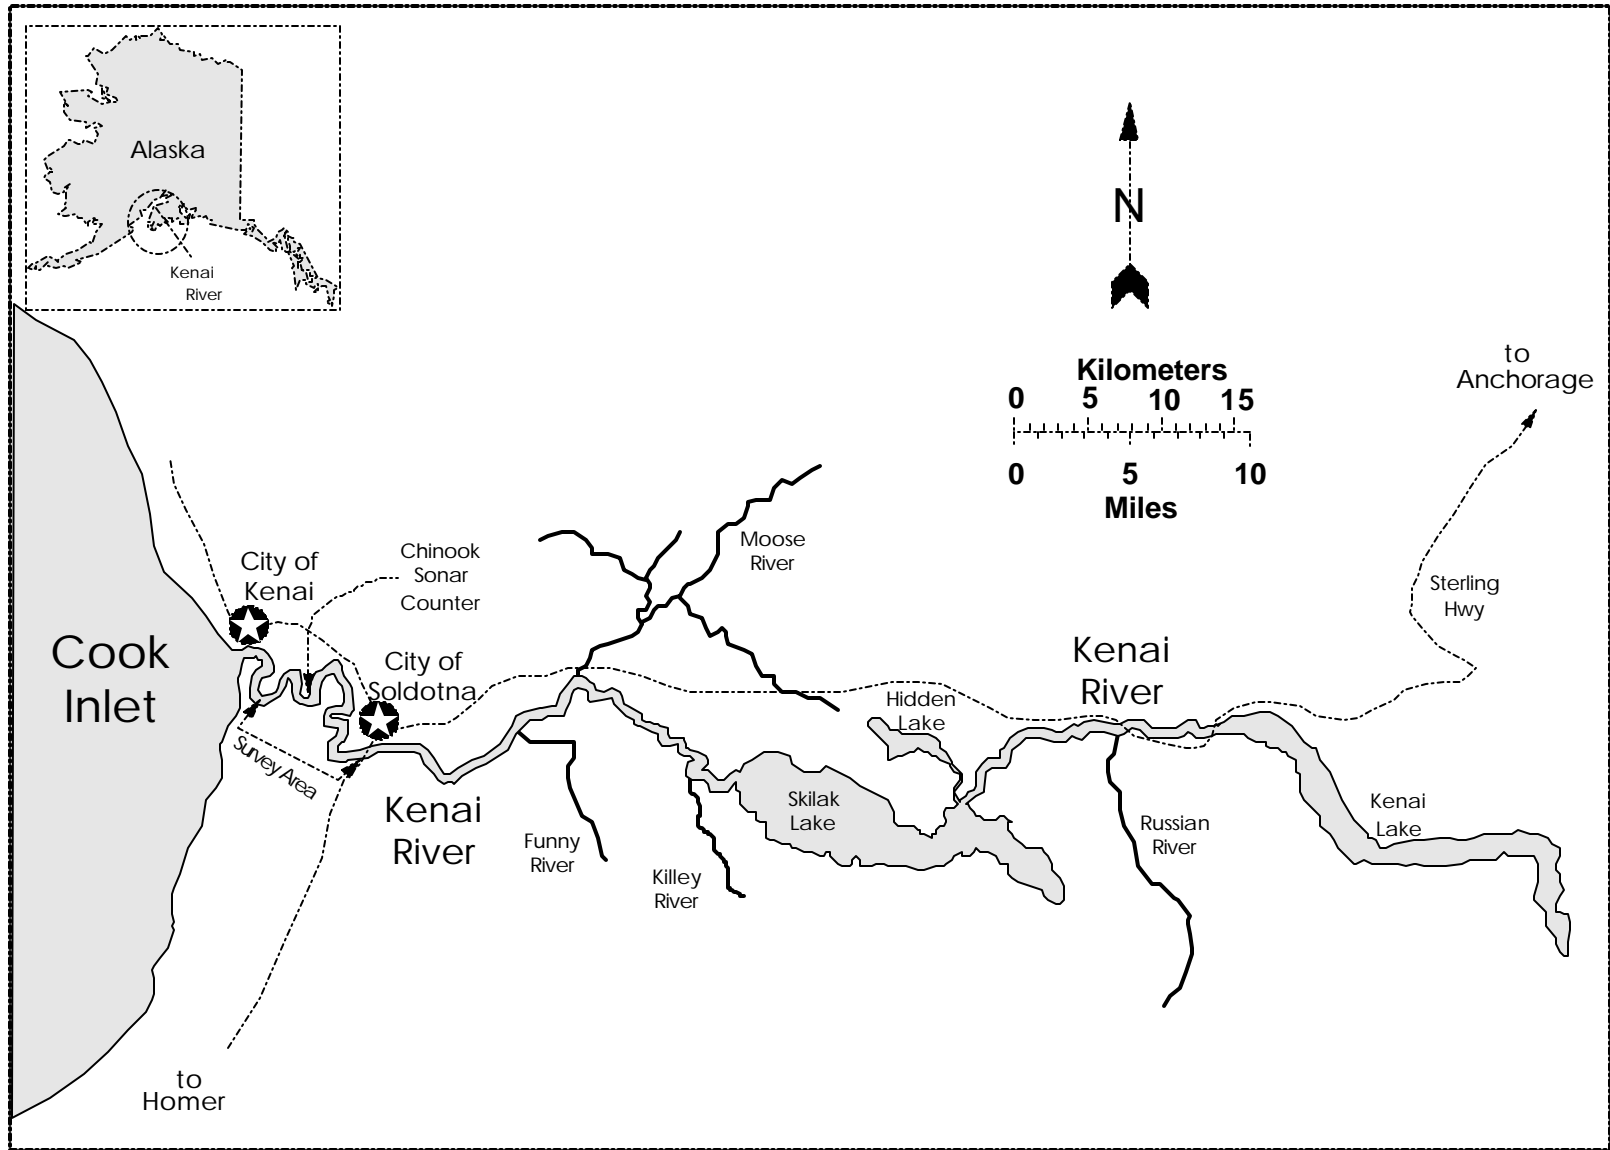 Alaska
Kenai
River
N
Kilometers
0 5 10 15
0 5 10
Miles
to
Anchorage
Sterling
Hwy
Moose
River
Chinook
Sonar
Counter
City of
Kenai
City of
Soldotna
Cook
Inlet
Survey Area
Kenai
River
Hidden
Lake
Kenai
River
Skilak
Lake
Funny
River
Killey
River
Russian
River
Kenai
Lake
to
Homer